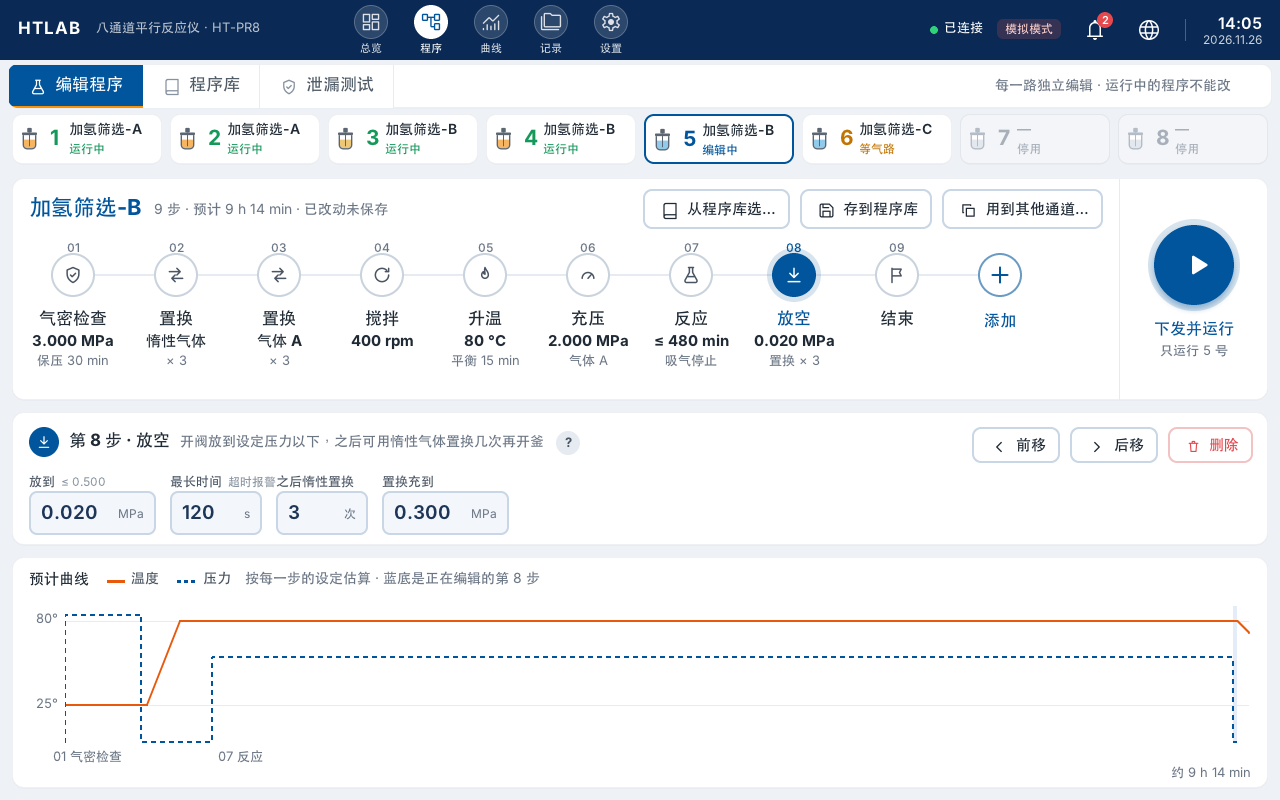 HTLAB 八通道平行反应仪 · HT-PR8
总览 程序 曲线 记录 设置
已连接 模拟模式 2 14:05
2026.11.26
编辑程序 程序库 泄漏测试 每一路独立编辑 · 运行中的程序不能改
1 加氢筛选-A 运行中
2 加氢筛选-A 运行中
3 加氢筛选-B 运行中
4 加氢筛选-B 运行中
5 加氢筛选-B 编辑中
6 加氢筛选-C 等气路
7 — 停用
8 — 停用
加氢筛选-B 9 步 · 预计 9 h 14 min · 已改动未保存 从程序库选... 存到程序库 用到其他通道...
01 02 03 04 05 06 07 08 09
气密检查 置换 置换 搅拌 升温 充压 反应 放空 结束 添加
3.000 MPa 惰性气体 气体 A 400 rpm 80 °C 2.000 MPa ≤ 480 min 0.020 MPa
保压 30 min × 3 × 3 平衡 15 min 气体 A 吸气停止 置换 × 3
下发并运行
只运行 5 号
第 8 步 · 放空 开阀放到设定压力以下，之后可用惰性气体置换几次再开釜 ? 前移 后移 删除
放到 ≤ 0.500 最长时间 超时报警 之后惰性置换 置换充到
0.020 MPa 120 s 3 次 0.300 MPa
预计曲线 温度 压力 按每一步的设定估算 · 蓝底是正在编辑的第 8 步
80°
25°
01 气密检查 07 反应
约 9 h 14 min